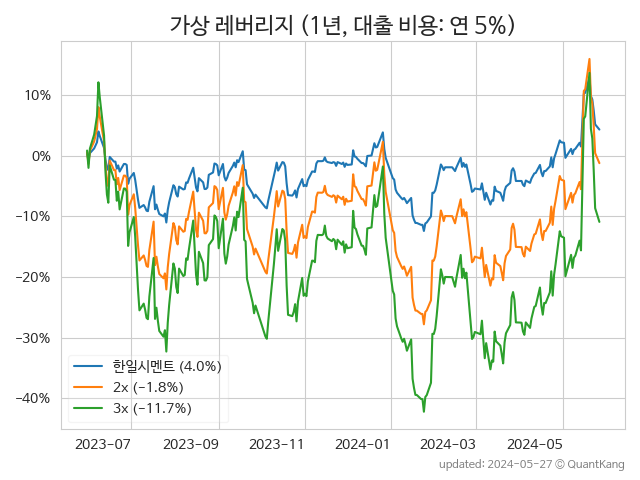 가상 레버리지 (1년, 대출 비용: 연 5%)
10%
0%
−10%
−20%
−30%
−40%
한일시멘트 (4.0%)
2x (−1.8%)
3x (−11.7%)
2023-07 2023-09 2023-11 2024-01 2024-03 2024-05
updated: 2024-05-27 © QuantKang